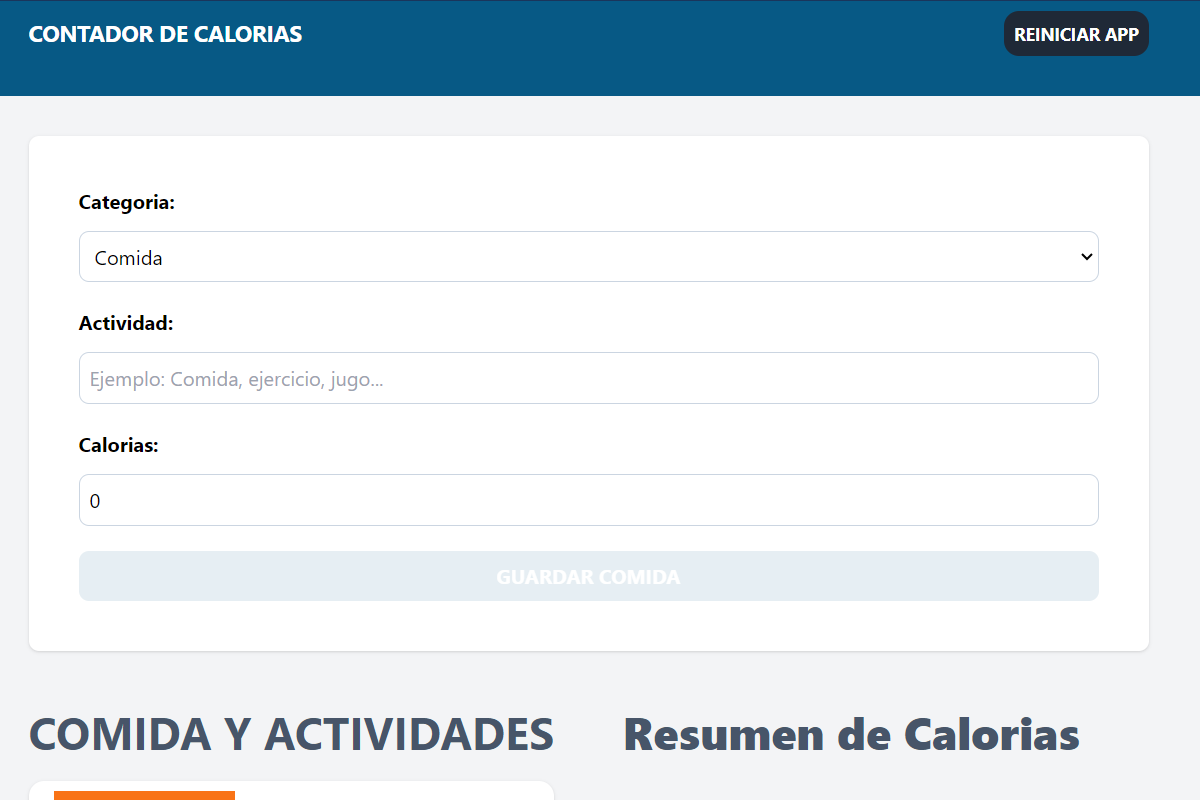 CONTADOR DE CALORIAS
REINICIAR APP
Categoria:
Comida
Actividad:
Ejemplo: Comida, ejercicio, jugo...
Calorias:
0
GUARDAR COMIDA
COMIDA Y ACTIVIDADES
Resumen de Calorias